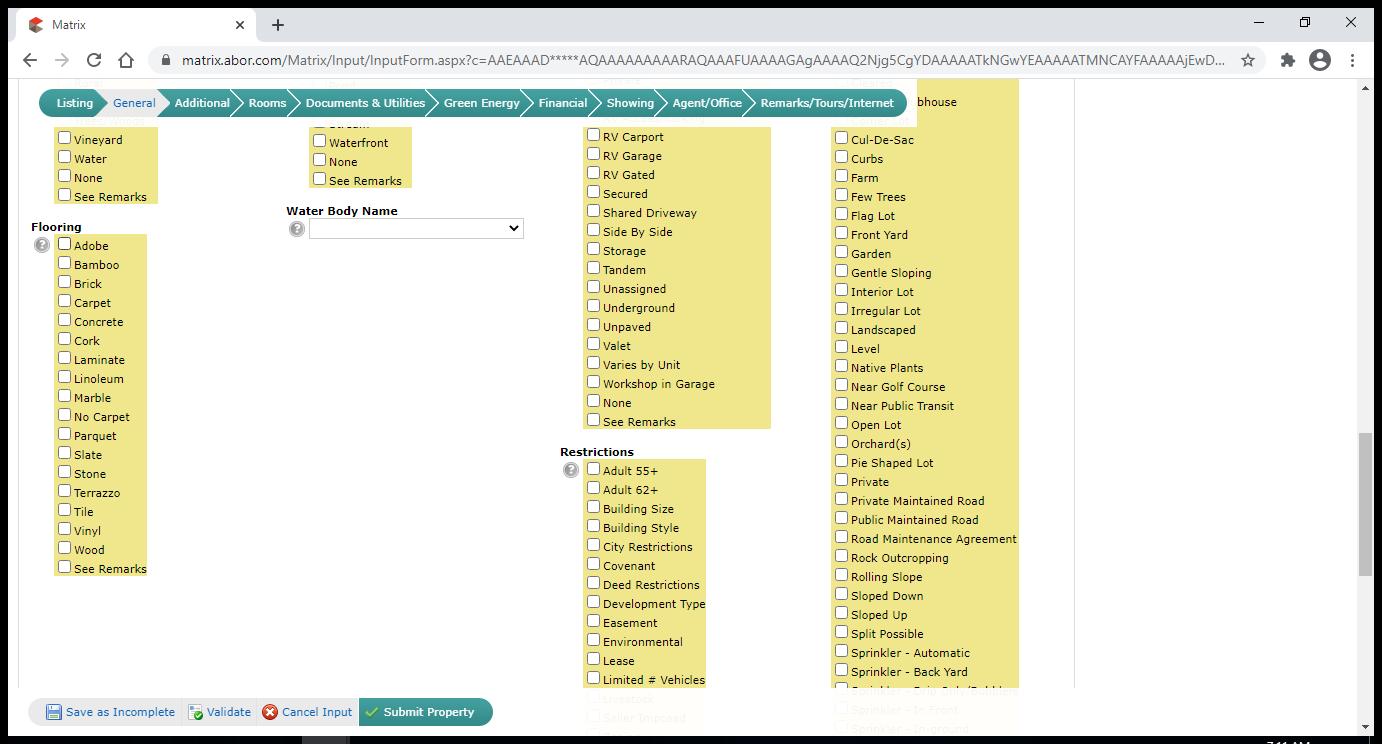 Matrix
matrix.abor.com/Matrix/Input/InputForm.aspx?c=AAEAAAD*****AQAAAAAAAAARAQAAAFUAAAAGAgAAAAQ2Njg5CgYDAAAAATkNGwYEAAAAATMNCAYFAAAAAjEwD...
Listing
General
Additional
Rooms
Documents & Utilities
Green Energy
Financial
Showing
Agent/Office
Remarks/Tours/Internet
Vineyard
Water
None
See Remarks
Flooring
Adobe
Bamboo
Brick
Carpet
Concrete
Cork
Laminate
Linoleum
Marble
No Carpet
Parquet
Slate
Stone
Terrazzo
Tile
Vinyl
Wood
See Remarks
Stream
Waterfront
None
See Remarks
Water Body Name
RV Carport
RV Garage
RV Gated
Secured
Shared Driveway
Side By Side
Storage
Tandem
Unassigned
Underground
Unpaved
Valet
Varies by Unit
Workshop in Garage
None
See Remarks
Restrictions
Adult 55+
Adult 62+
Building Size
Building Style
City Restrictions
Covenant
Deed Restrictions
Development Type
Easement
Environmental
Lease
Limited # Vehicles
Livestock
Seller Imposed
bhouse
Cul-De-Sac
Curbs
Farm
Few Trees
Flag Lot
Front Yard
Garden
Gentle Sloping
Interior Lot
Irregular Lot
Landscaped
Level
Native Plants
Near Golf Course
Near Public Transit
Open Lot
Orchard(s)
Pie Shaped Lot
Private
Private Maintained Road
Public Maintained Road
Road Maintenance Agreement
Rock Outcropping
Rolling Slope
Sloped Down
Sloped Up
Split Possible
Sprinkler - Automatic
Sprinkler - Back Yard
Sprinkler - In Front
Sprinkler - In-ground
Save as Incomplete
Validate
Cancel Input
Submit Property
7:11 AM